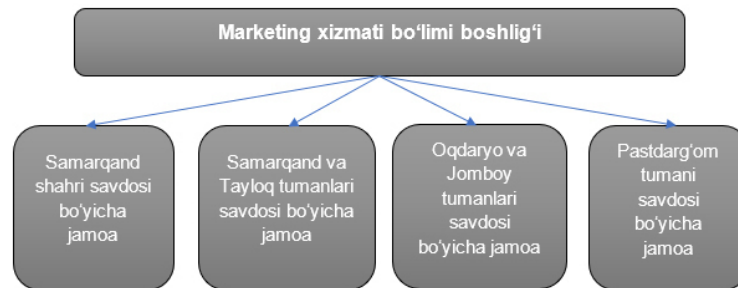 Marketing xizmati bo‘limi boshlig‘i
Samarqand
shahri savdosi
bo‘yicha
jamoa
Samarqand va
Tayloq tumanlari
savdosi bo‘yicha
jamoa
Oqdaryo va
Jomboy
tumanlari
savdosi
bo‘yicha jamoa
Pastdarg‘om
tumani
savdosi
bo‘yicha
jamoa